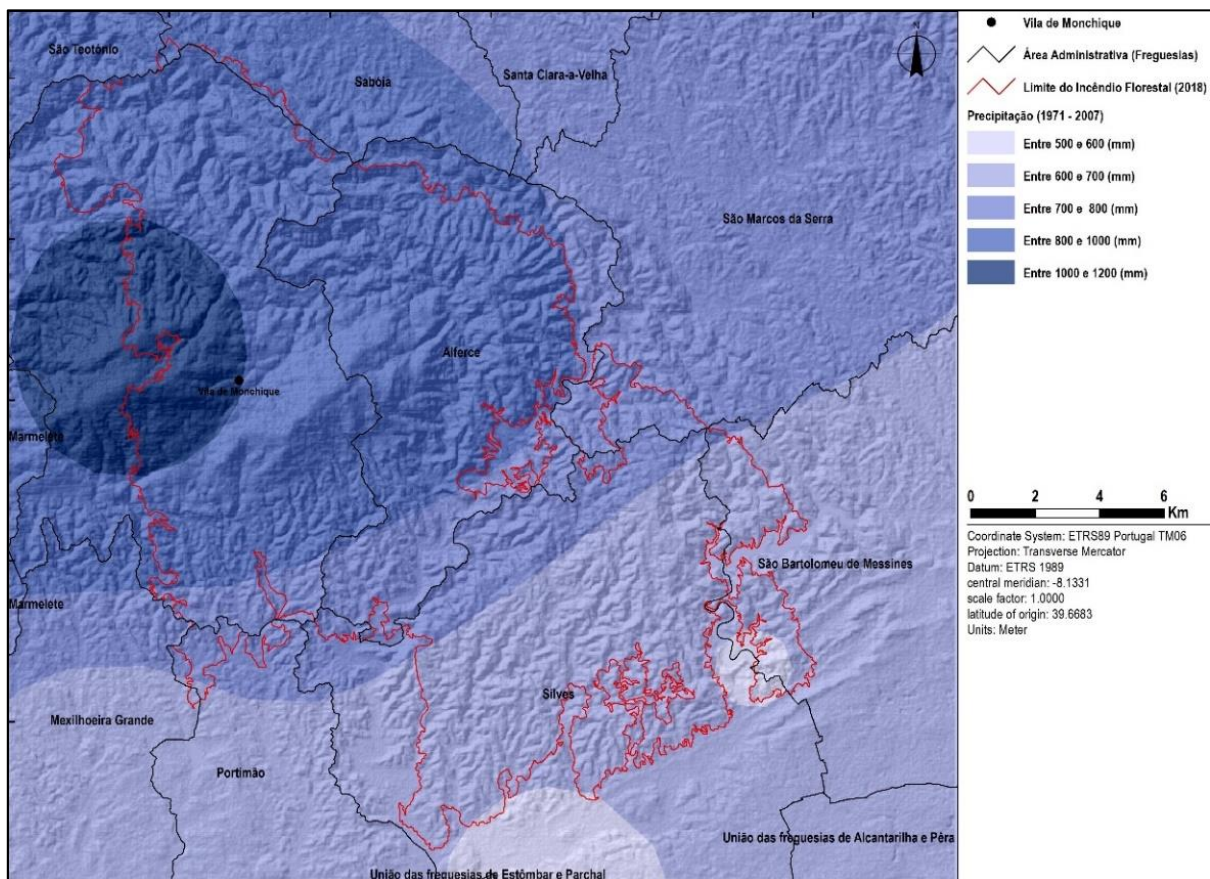 São Teotónio
Sabóia
Santa Clara-a-Velha
São Marcos da Serra
Alferce
Vila de Monchique
Marmelete
Marmelete
São Bartolomeu de Messines
Silves
Mexilhoeira Grande
Portimão
União das freguesias de Alcantarilha e Pêra
União das freguesias de Estômbar e Parchal
N
Vila de Monchique
Área Administrativa (Freguesias)
Limite do Incêndio Florestal (2018)
Precipitação (1971 - 2007)
Entre 500 e 600 (mm)
Entre 600 e 700 (mm)
Entre 700 e 800 (mm)
Entre 800 e 1000 (mm)
Entre 1000 e 1200 (mm)
0 2 4 6
Km
Coordinate System: ETRS89 Portugal TM06
Projection: Transverse Mercator
Datum: ETRS 1989
central meridian: -8.1331
scale factor: 1.0000
latitude of origin: 39.6683
Units: Meter